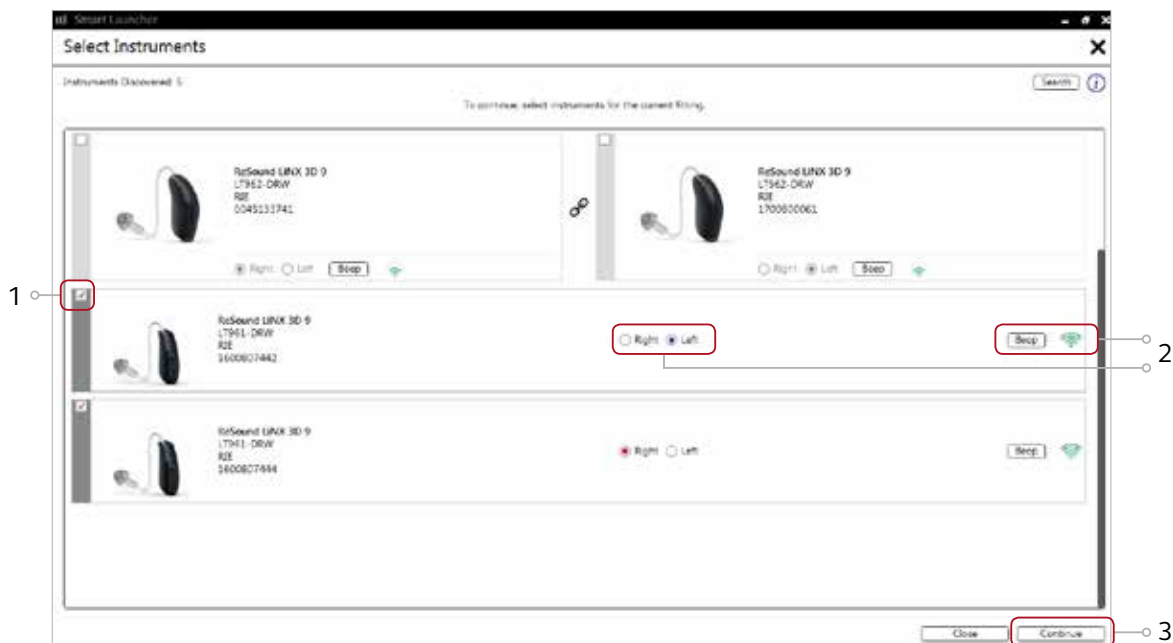 Smart Launcher
Select Instruments
Instruments Discovered: 5
Search
To continue, select instruments for the current fitting.
ReSound LiNX 3D 9
LT962-DRW
RIE
Right Left Beep
ReSound LiNX 3D 9
LT962-DRW
RIE
1700800061
Right Left Beep
1
ReSound LiNX 3D 9
LT961-DRW
RIE
1600807442
Right Left
Beep
2
ReSound LiNX 3D 9
LT961-DRW
RIE
1600807444
Right Left
Beep
Close Continue
3